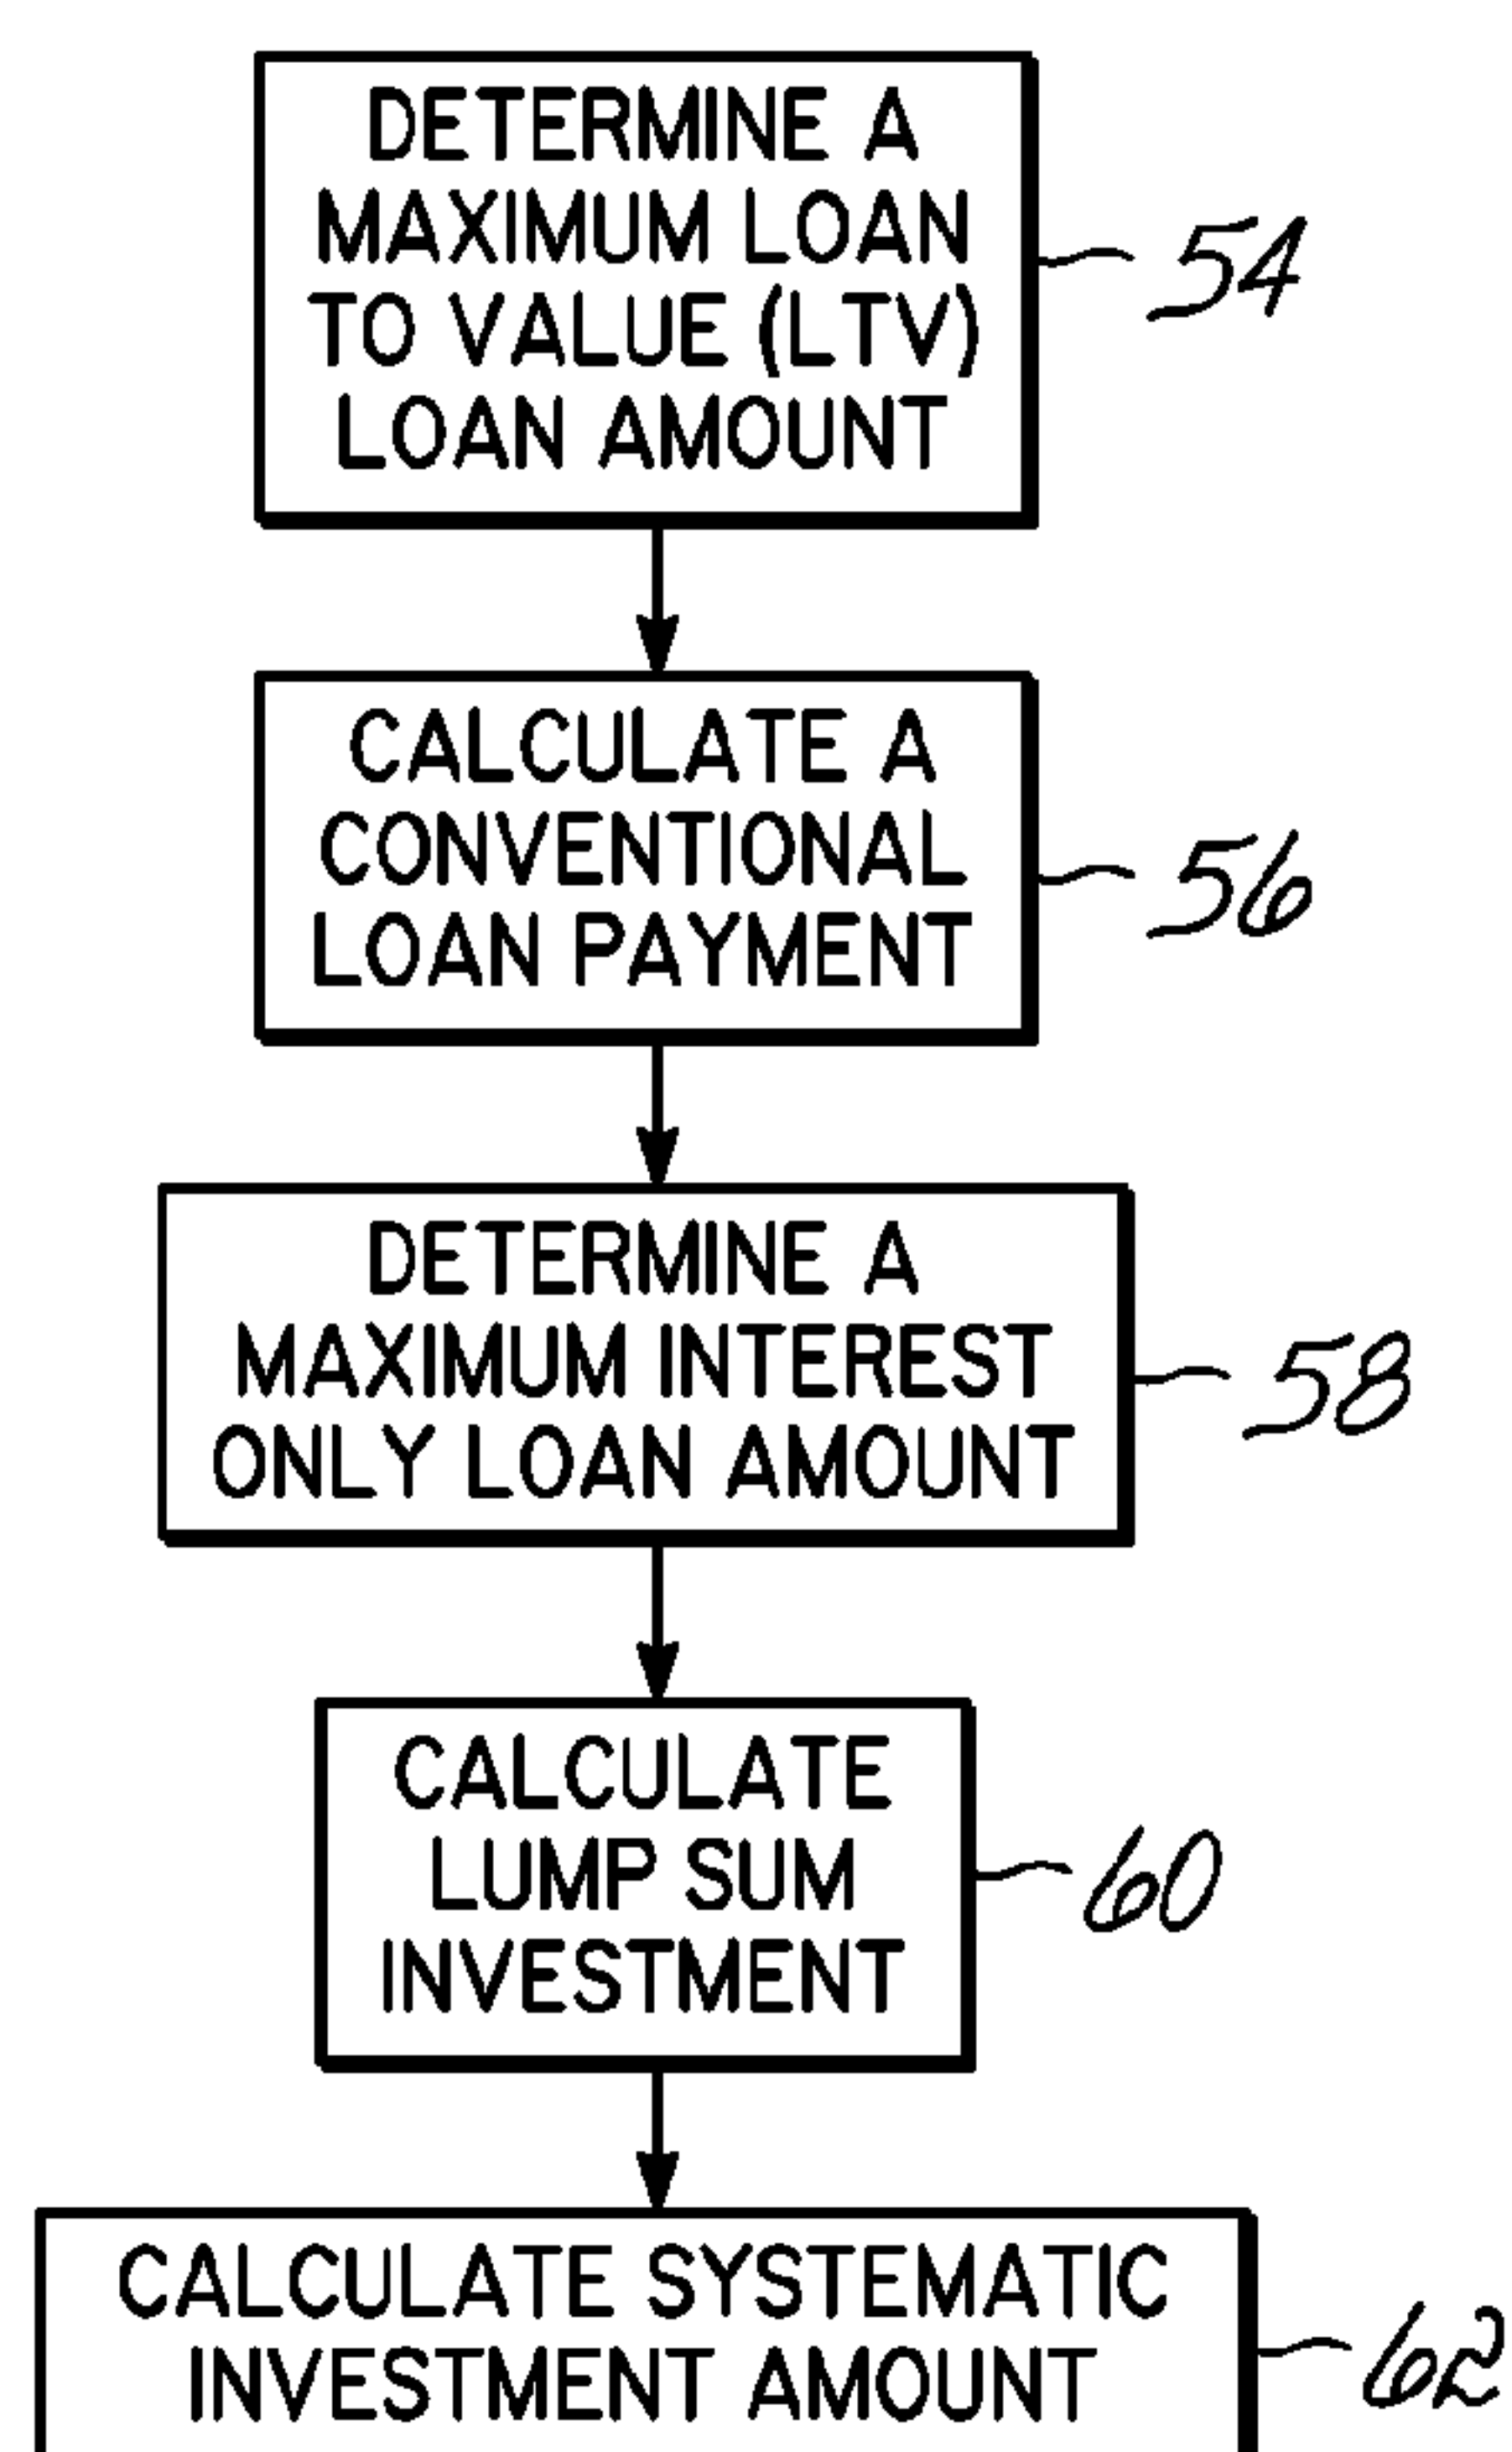 DETERMINE A
MAXIMUM LOAN
TO VALUE (LTV)
LOAN AMOUNT
54
CALCULATE A
CONVENTIONAL
LOAN PAYMENT
56
DETERMINE A
MAXIMUM INTEREST
ONLY LOAN AMOUNT
58
CALCULATE
LUMP SUM
INVESTMENT
60
CALCULATE SYSTEMATIC
INVESTMENT AMOUNT
62